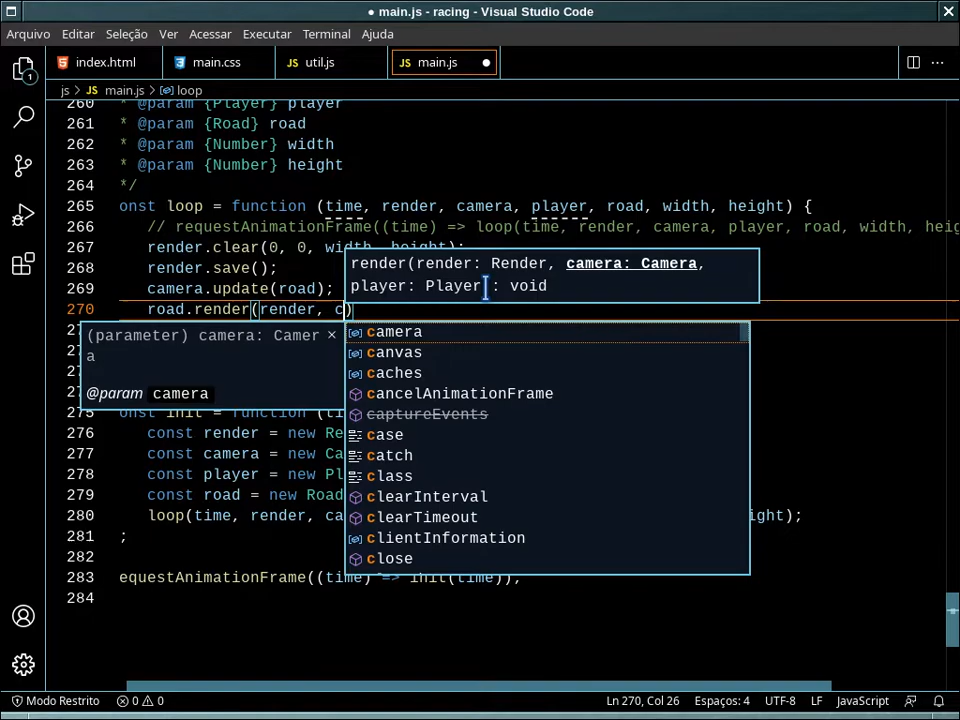 ● main.js - racing - Visual Studio Code
Arquivo Editar Seleção Ver Acessar Executar Terminal Ajuda
index.html main.css util.js main.js
js > main.js > loop
260 * @param {Player} player
261 * @param {Road} road
262 * @param {Number} width
263 * @param {Number} height
264 */
265 onst loop = function (time, render, camera, player, road, width, height) {
266 // requestAnimationFrame((time) => loop(time, render, camera, player, road, width, heig
267 render.clear(0, 0, width, height);
268 render.save();
269 camera.update(road);
270 road.render(render, c)
render(render: Render, camera: Camera,
player: Player): void
(parameter) camera: Camer
a
@param camera
camera
canvas
caches
cancelAnimationFrame
captureEvents
case
catch
class
clearInterval
clearTimeout
clientInformation
close
275 onst init = function (ti
276 const render = new Re
277 const camera = new Ca
278 const player = new Pl
279 const road = new Road
280 loop(time, render, ca ight);
281 ;
282
283 equestAnimationFrame((time) => init(time));
284
Modo Restrito 0 0 Ln 270, Col 26 Espaços: 4 UTF-8 LF JavaScript